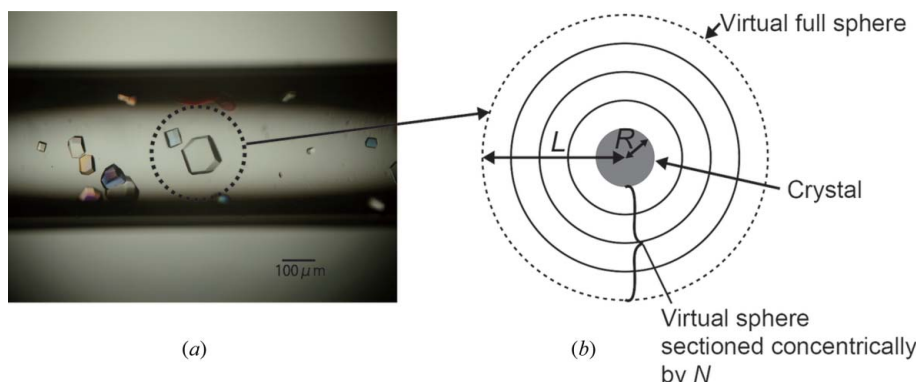 Virtual full sphere
L
R
Crystal
100 μm
Virtual sphere
sectioned concentrically
by N
(a)
(b)